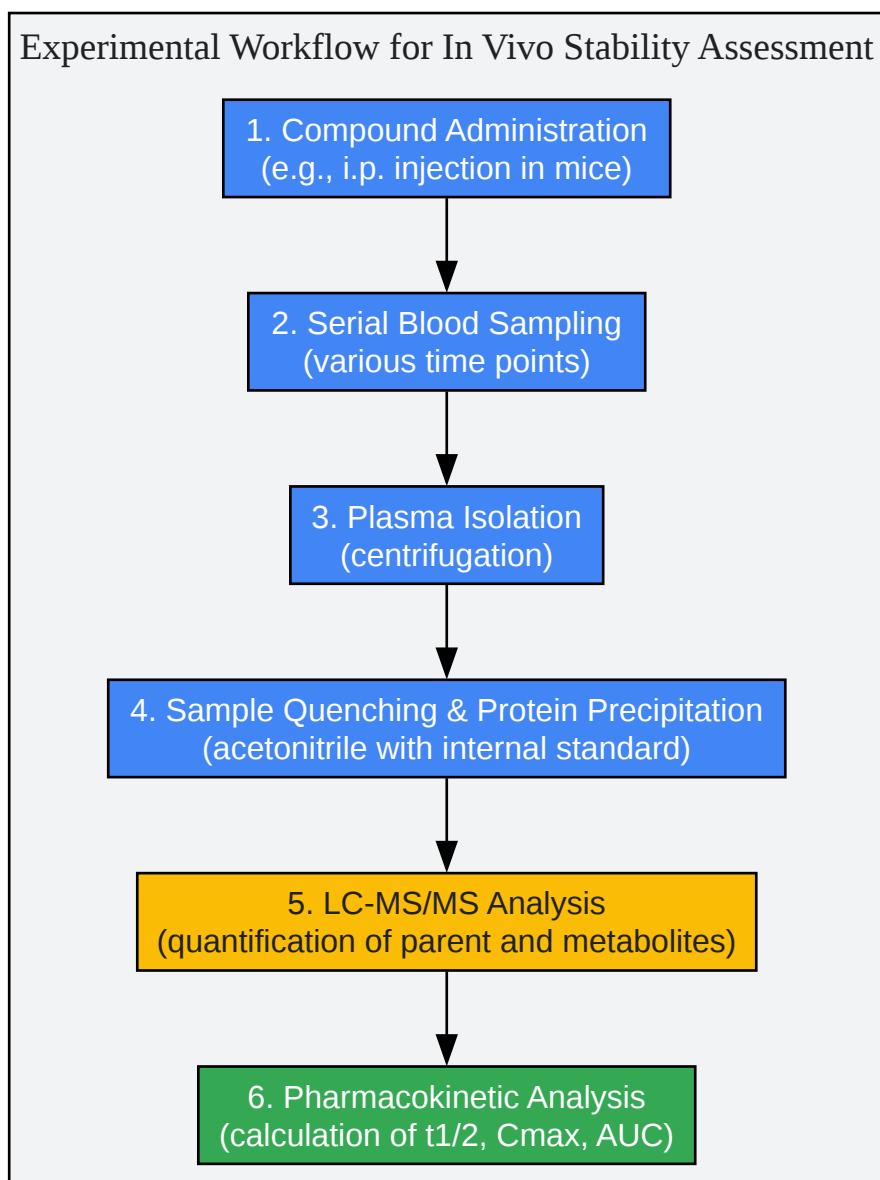 Experimental Workflow for In Vivo Stability Assessment
1. Compound Administration
(e.g., i.p. injection in mice)
2. Serial Blood Sampling
(various time points)
3. Plasma Isolation
(centrifugation)
4. Sample Quenching & Protein Precipitation
(acetonitrile with internal standard)
5. LC-MS/MS Analysis
(quantification of parent and metabolites)
6. Pharmacokinetic Analysis
(calculation of t1/2, Cmax, AUC)